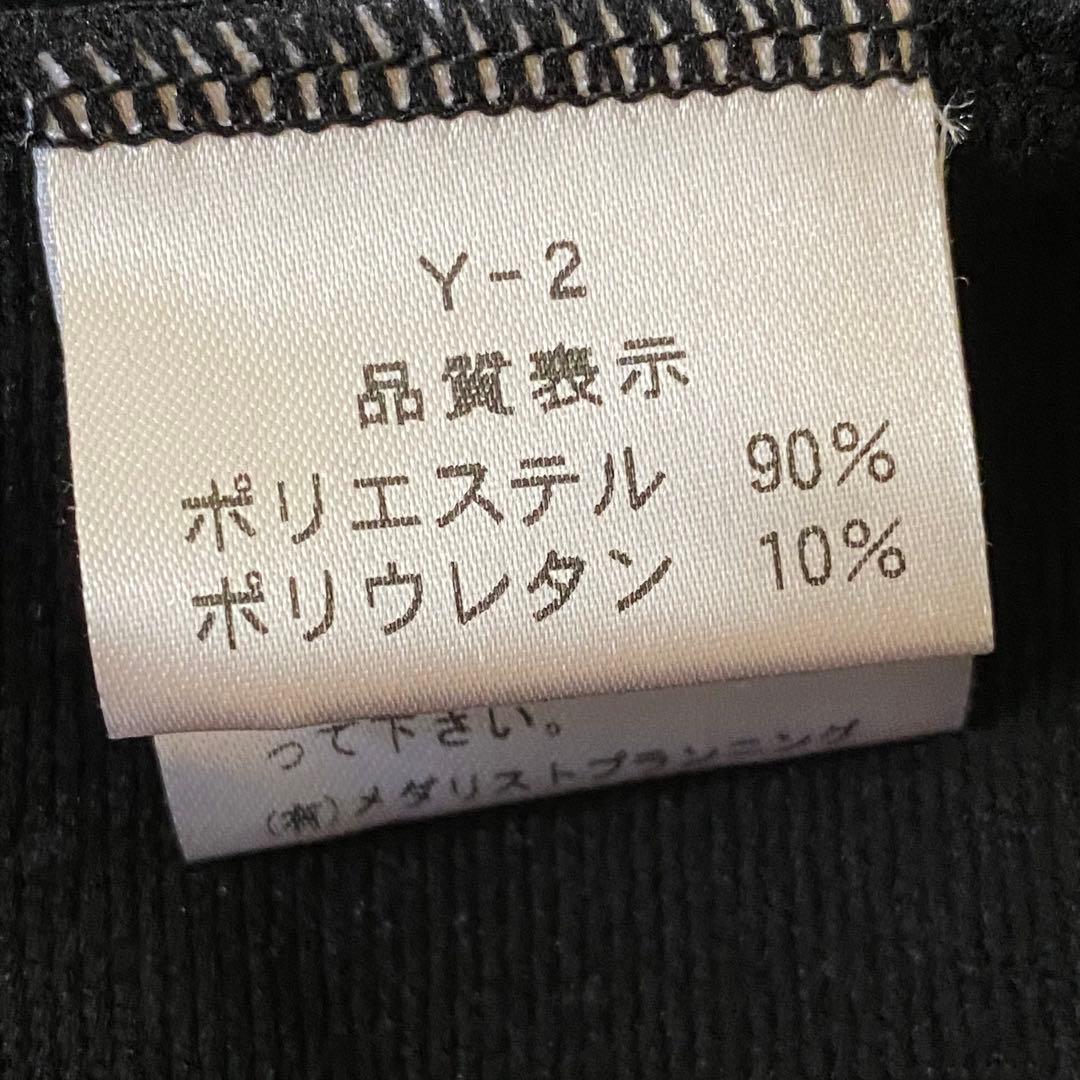 Y-2
品質表示
ポリエステル 90%
ポリウレタン 10%
って下さい。
(有)メダリストプランニング